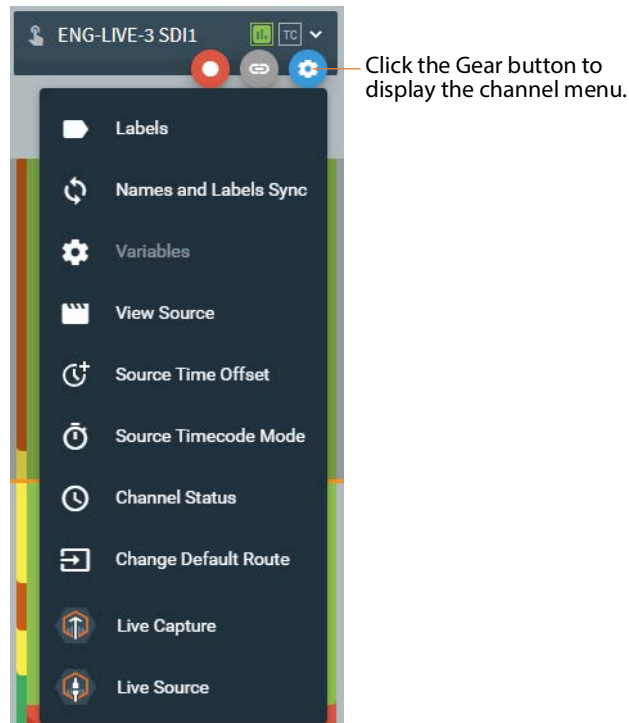 ENG-LIVE-3 SDI1 TC
Click the Gear button to
display the channel menu.
Labels
Names and Labels Sync
Variables
View Source
Source Time Offset
Source Timecode Mode
Channel Status
Change Default Route
Live Capture
Live Source